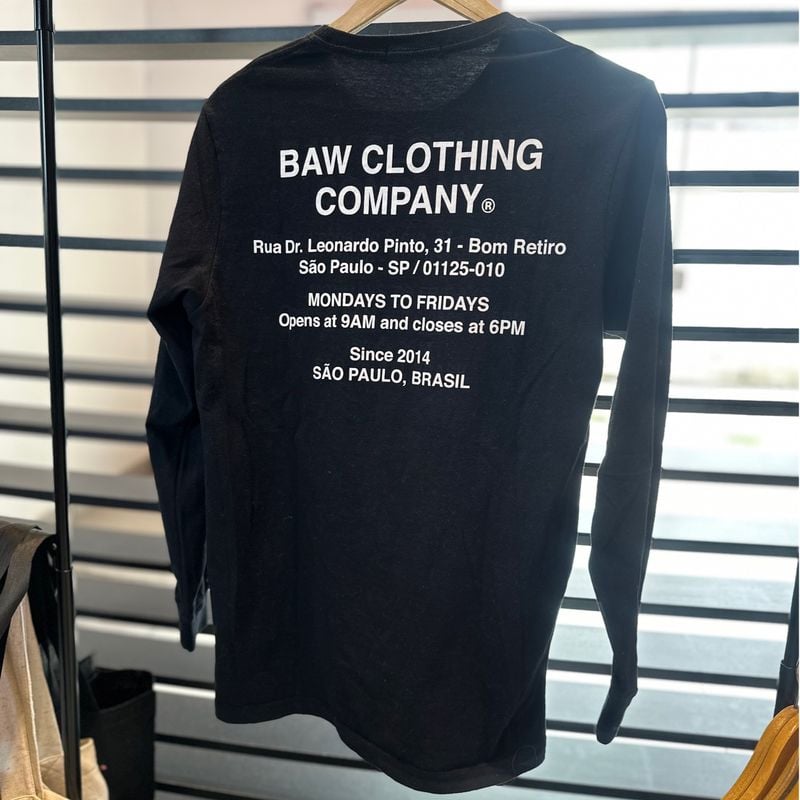 BAW CLOTHING
COMPANY®
Rua Dr. Leonardo Pinto, 31 - Bom Retiro
São Paulo - SP / 01125-010
MONDAYS TO FRIDAYS
Opens at 9AM and closes at 6PM
Since 2014
SÃO PAULO, BRASIL